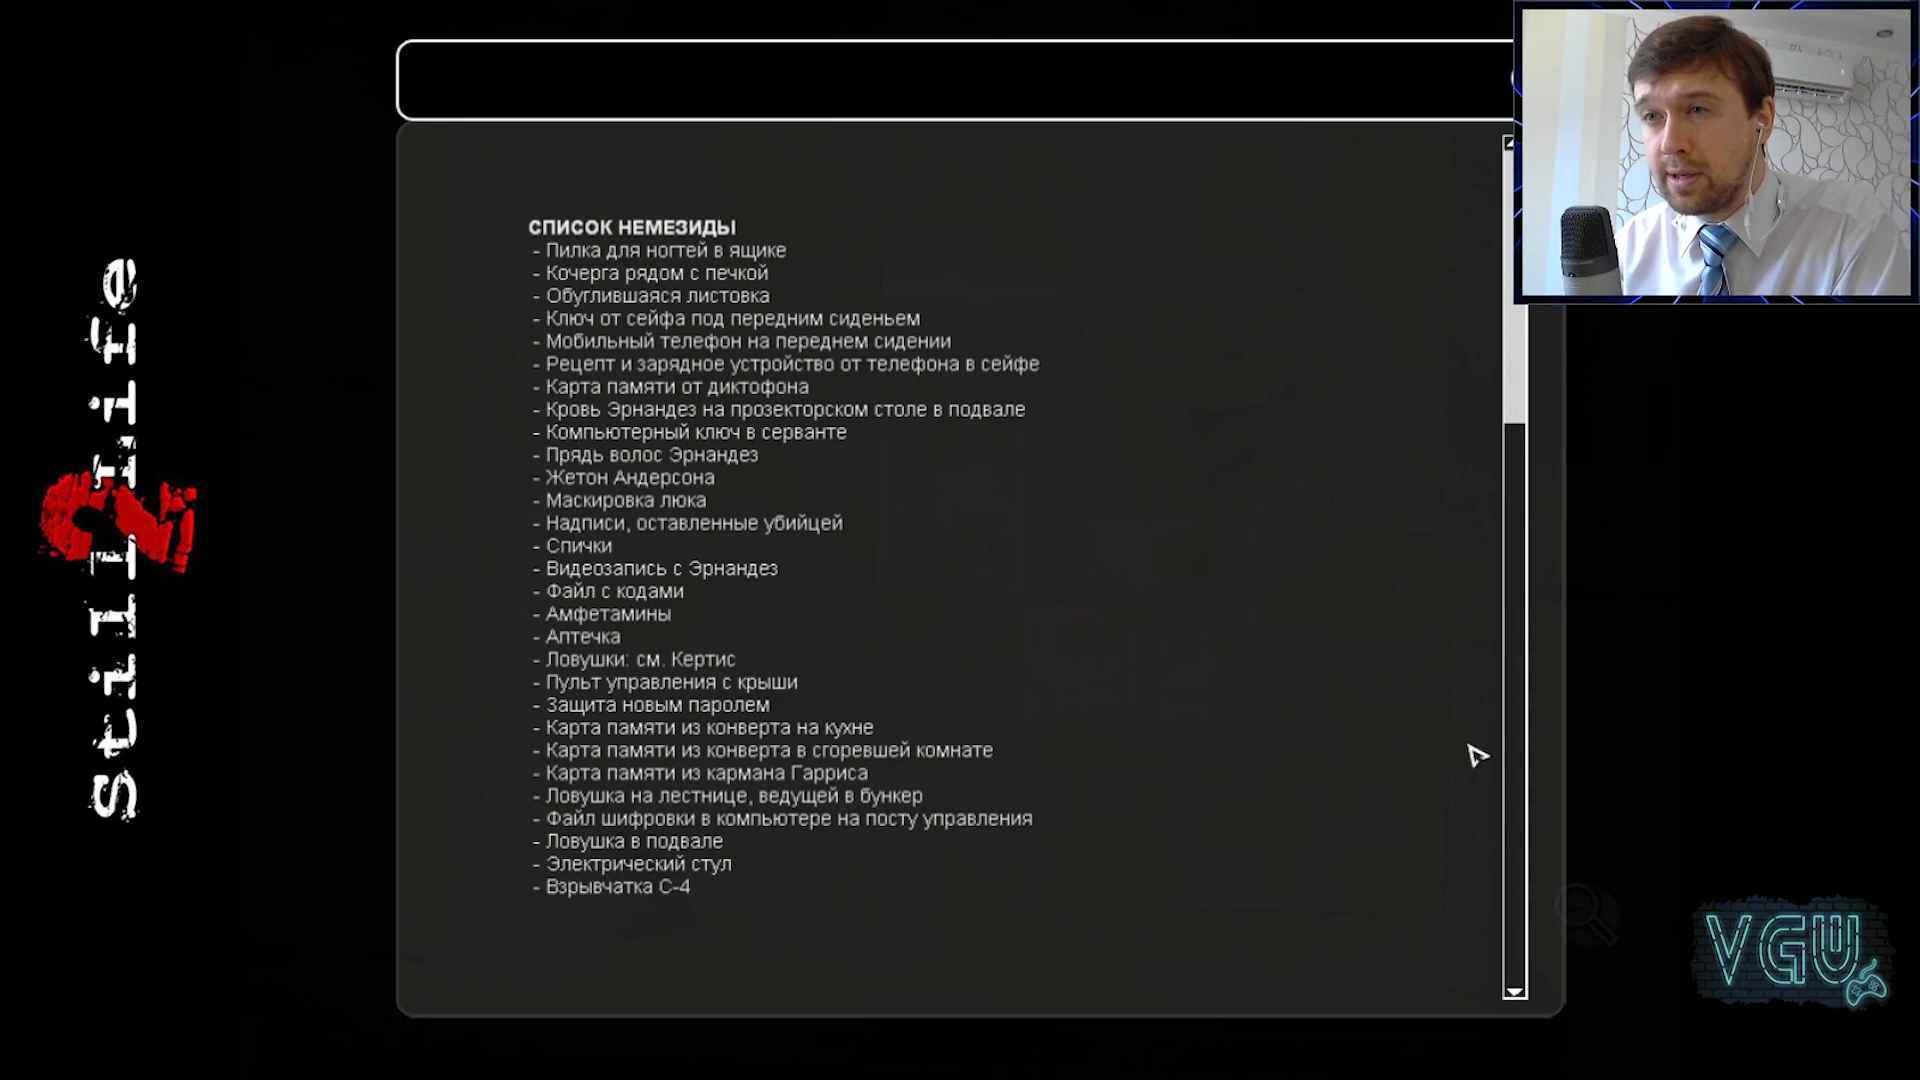 СПИСОК НЕМЕЗИДЫ
- Пилка для ногтей в ящике
- Кочерга рядом с печкой
- Обуглившаяся листовка
- Ключ от сейфа под передним сиденьем
- Мобильный телефон на переднем сидении
- Рецепт и зарядное устройство от телефона в сейфе
- Карта памяти от диктофона
- Кровь Эрнандез на прозекторском столе в подвале
- Компьютерный ключ в серванте
- Прядь волос Эрнандез
- Жетон Андерсона
- Маскировка люка
- Надписи, оставленные убийцей
- Спички
- Видеозапись с Эрнандез
- Файл с кодами
- Амфетамины
- Аптечка
- Ловушки: см. Кертис
- Пульт управления с крыши
- Защита новым паролем
- Карта памяти из конверта на кухне
- Карта памяти из конверта в сгоревшей комнате
- Карта памяти из кармана Гарриса
- Ловушка на лестнице, ведущей в бункер
- Файл шифровки в компьютере на посту управления
- Ловушка в подвале
- Электрический стул
- Взрывчатка С-4
Still Life
2
VGU